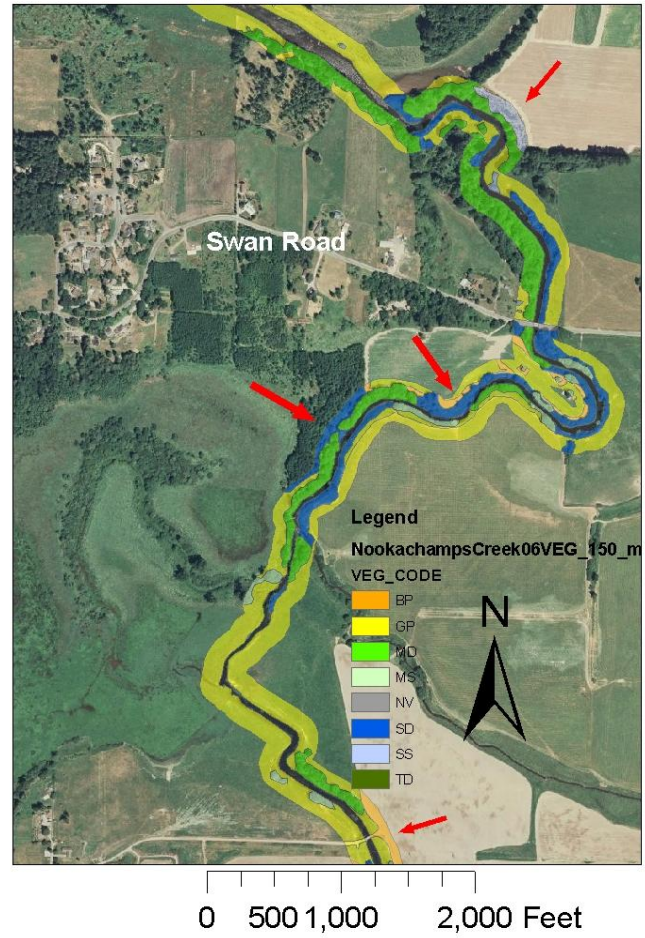 Swan Road
Legend
NookachampsCreek06VEG_150_m
VEG_CODE
BP
GP
MD
MS
NV
SD
SS
TD
N
0 500 1,000 2,000 Feet